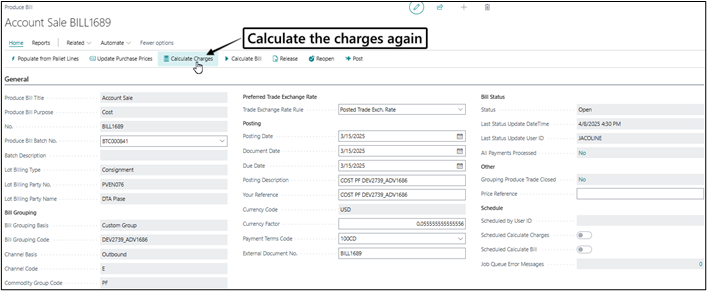 Produce Bill
Account Sale BILL1689
Calculate the charges again
Home Reports Related Automate Fewer options
Populate from Pallet Lines Update Purchase Prices Calculate Charges Calculate Bill Release Reopen Post
General
Produce Bill Title Account Sale
Produce Bill Purpose Cost
No. BILL1689
Produce Bill Batch No. BTC000841
Batch Description
Lot Billing Type Consignment
Lot Billing Party No. PVEN076
Lot Billing Party Name DTA Plase
Bill Grouping
Bill Grouping Basis Custom Group
Bill Grouping Code DEV2739_ADV1686
Channel Basis Outbound
Channel Code E
Commodity Group Code PF
Preferred Trade Exchange Rate
Trade Exchange Rate Rule Posted Trade Exch. Rate
Posting
Posting Date 3/15/2025
Document Date 3/15/2025
Due Date 3/15/2025
Posting Description COST PF DEV2739_ADV1686
Your Reference COST PF DEV2739_ADV1686
Currency Code USD
Currency Factor 0.055555555555556
Payment Terms Code 100CD
External Document No. BILL1689
Bill Status
Status Open
Last Status Update DateTime 4/8/2025 4:30 PM
Last Status Update User ID JACOLINE
All Payments Processed No
Other
Grouping Produce Trade Closed No
Price Reference
Schedule
Scheduled by User ID
Scheduled Calculate Charges
Scheduled Calculate Bill
Job Queue Error Messages 0